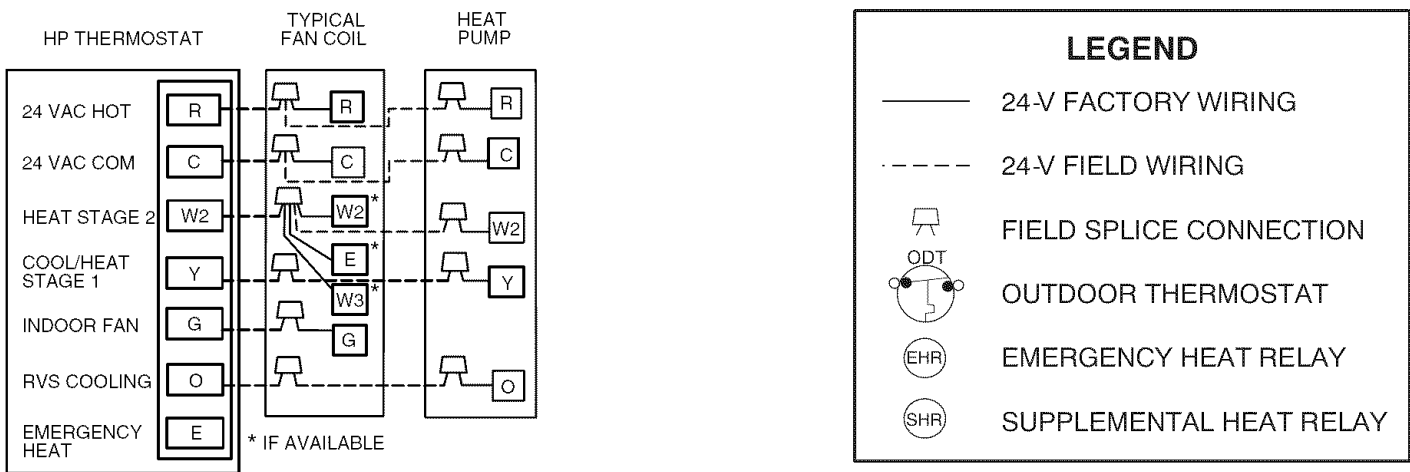 HP THERMOSTAT
TYPICAL
FAN COIL
HEAT
PUMP
24 VAC HOT
R
R
R
24 VAC COM
C
C
C
HEAT STAGE 2
W2
W2
*
W2
E
*
COOL/HEAT
STAGE 1
Y
W3
*
Y
INDOOR FAN
G
G
RVS COOLING
O
O
EMERGENCY
HEAT
E
* IF AVAILABLE
LEGEND
24-V FACTORY WIRING
24-V FIELD WIRING
FIELD SPLICE CONNECTION
ODT
OUTDOOR THERMOSTAT
EHR
EMERGENCY HEAT RELAY
SHR
SUPPLEMENTAL HEAT RELAY